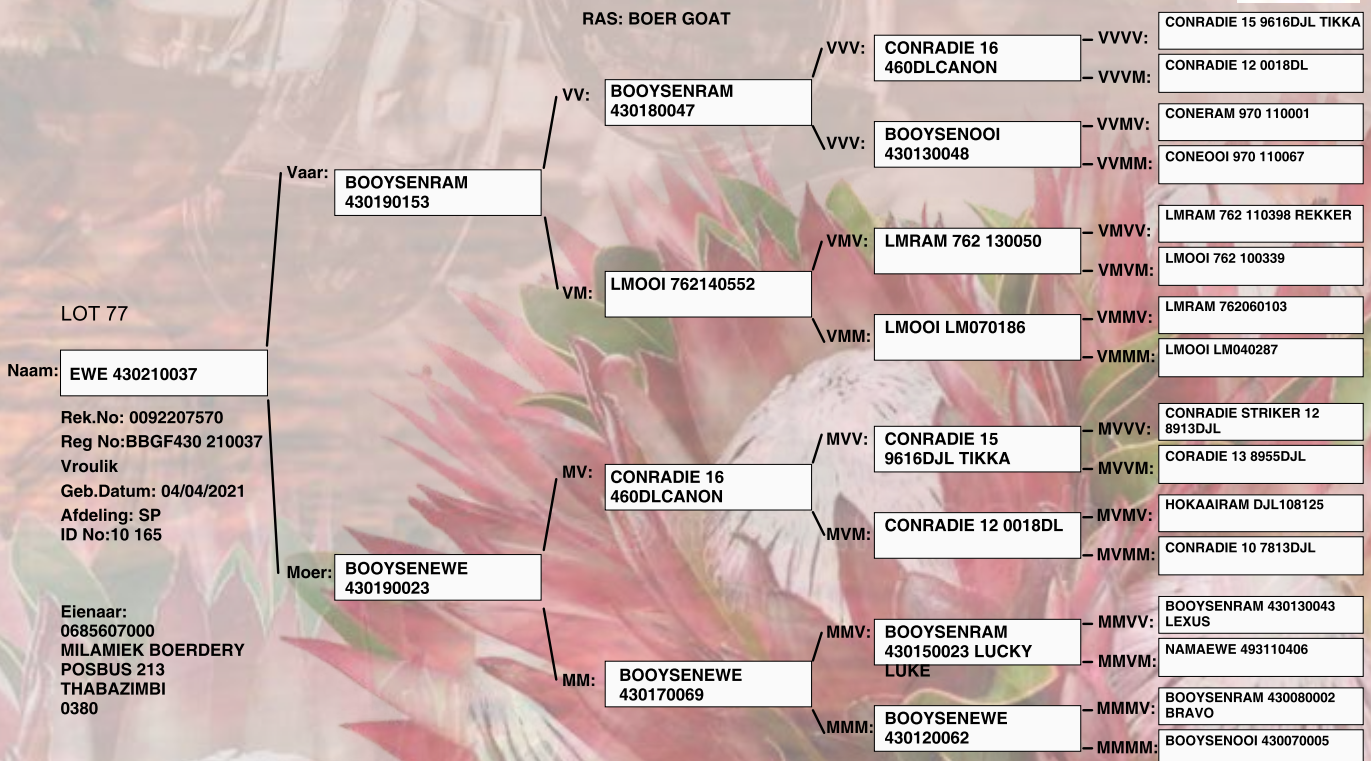 RAS: BOER GOAT
LOT 77
Naam:
EWE 430210037
Rek.No: 0092207570
Reg No:BBGF430 210037
Vroulik
Geb.Datum: 04/04/2021
Afdeling: SP
ID No:10 165
Eienaar:
0685607000
MILAMIEK BOERDERY
POSBUS 213
THABAZIMBI
0380
Vaar:
BOOYSENRAM
430190153
Moer:
BOOYSENEWE
430190023
VV:
BOOYSENRAM
430180047
VM:
LMOOI 762140552
MV:
CONRADIE 16
460DLCANON
MM:
BOOYSENEWE
430170069
VVV:
CONRADIE 16
460DLCANON
VVV:
BOOYSENOOI
430130048
VMV:
LMRAM 762 130050
VMM:
LMOOI LM070186
MVV:
CONRADIE 15
9616DJL TIKKA
MVM:
CONRADIE 12 0018DL
MMV:
BOOYSENRAM
430150023 LUCKY
LUKE
MMM:
BOOYSENEWE
430120062
VVVV:
CONRADIE 15 9616DJL TIKKA
VVVM:
CONRADIE 12 0018DL
VVMV:
CONERAM 970 110001
VVMM:
CONEOOI 970 110067
VMVV:
LMRAM 762 110398 REKKER
VMVM:
LMOOI 762 100339
VMMV:
LMRAM 762060103
VMMM:
LMOOI LM040287
MVVV:
CONRADIE STRIKER 12
8913DJL
MVVM:
CORADIE 13 8955DJL
MVMV:
HOKAAIRAM DJL108125
MVMM:
CONRADIE 10 7813DJL
MMVV:
BOOYSENRAM 430130043
LEXUS
MMVM:
NAMAEWE 493110406
MMMV:
BOOYSENRAM 430080002
BRAVO
MMMM:
BOOYSENOOI 430070005